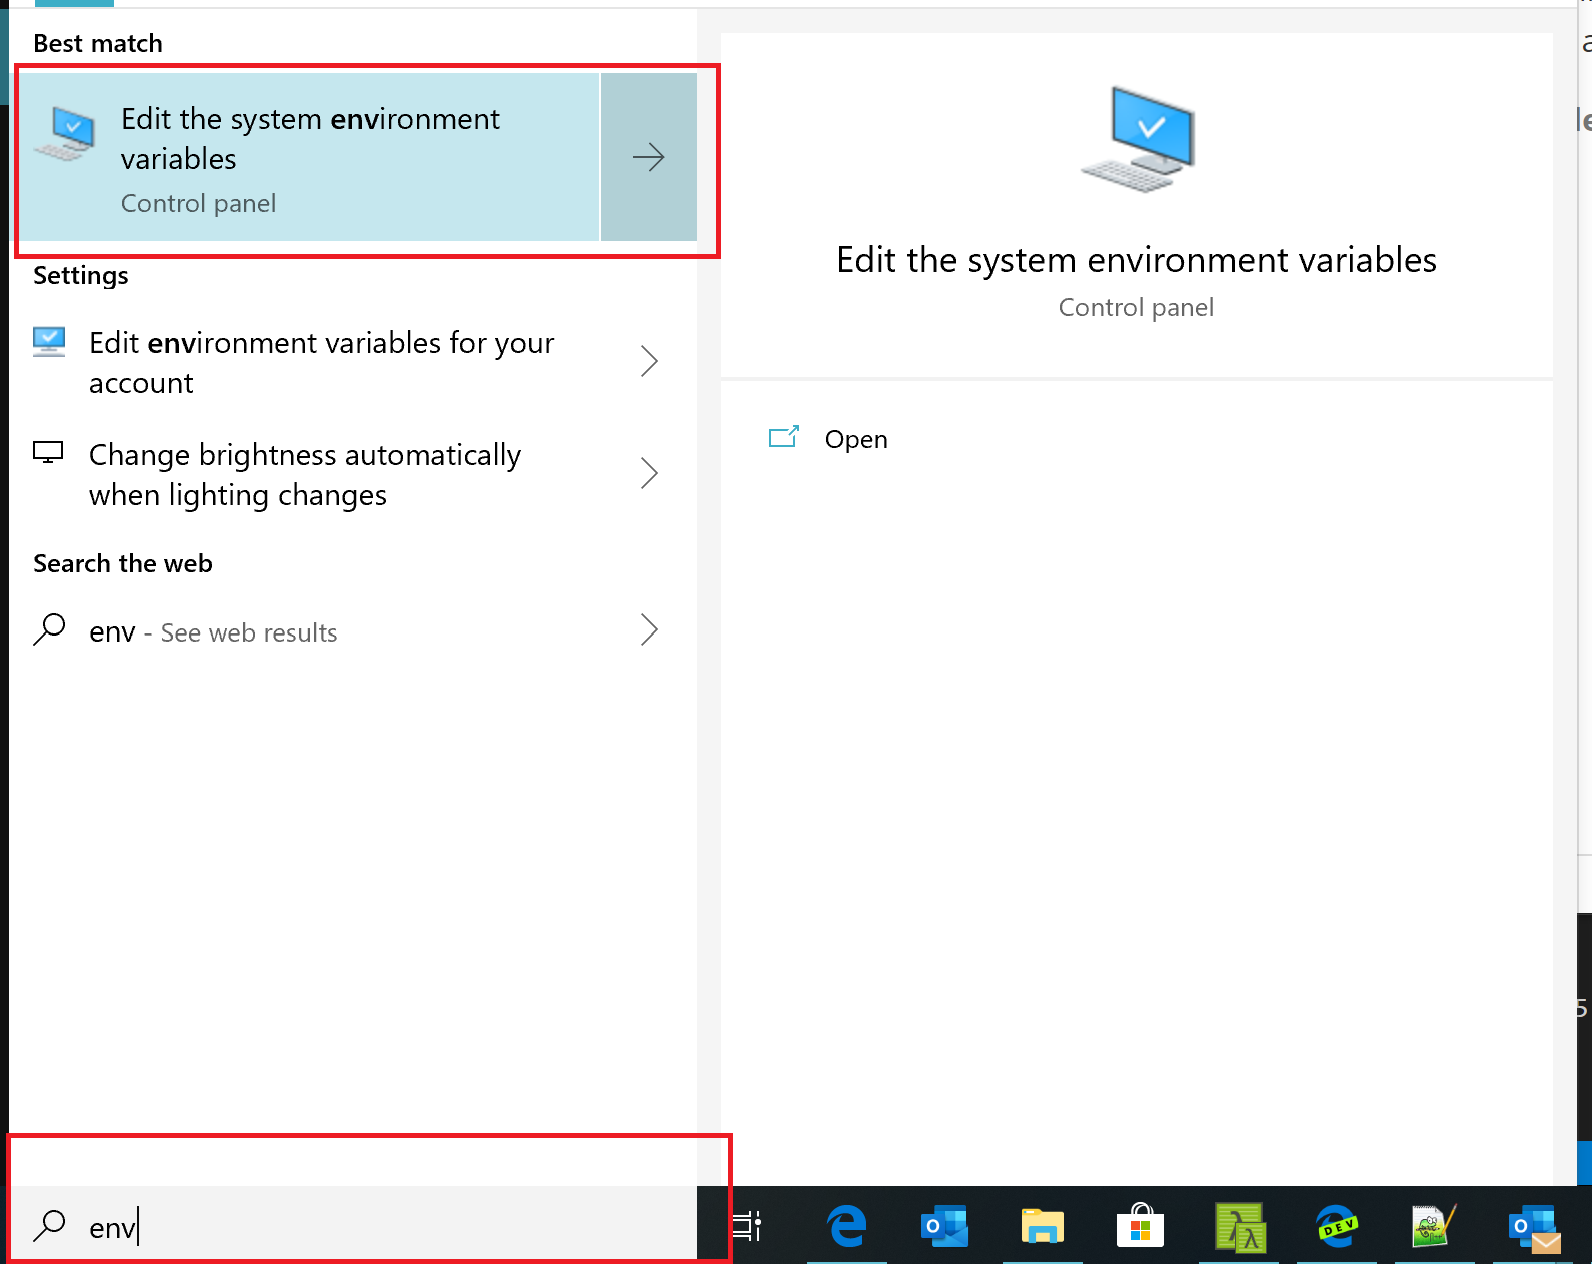 Best match
Edit the system environment
variables
Control panel
Settings
Edit environment variables for your
account
Change brightness automatically
when lighting changes
Search the web
env - See web results
env
Edit the system environment variables
Control panel
Open
DEV
5